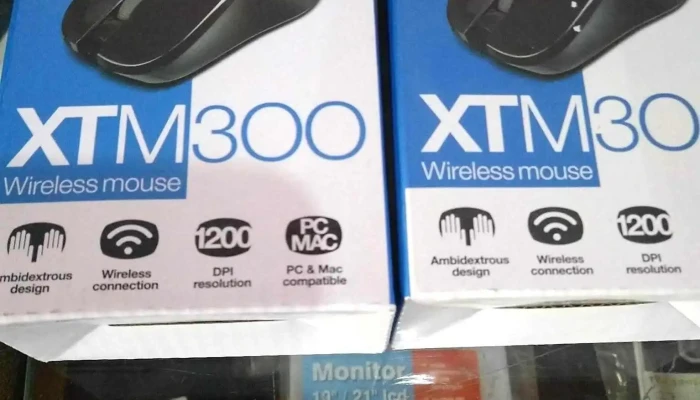 XTM300
Wireless mouse
mbidextrous
design
Wireless
connection
1200
DPI
resolution
PC
MAC
PC & Mac
compatible
XTM30
Wireless mouse
Ambidextrous
design
Wireless
connection
1200
DPI
resolution
Monitor